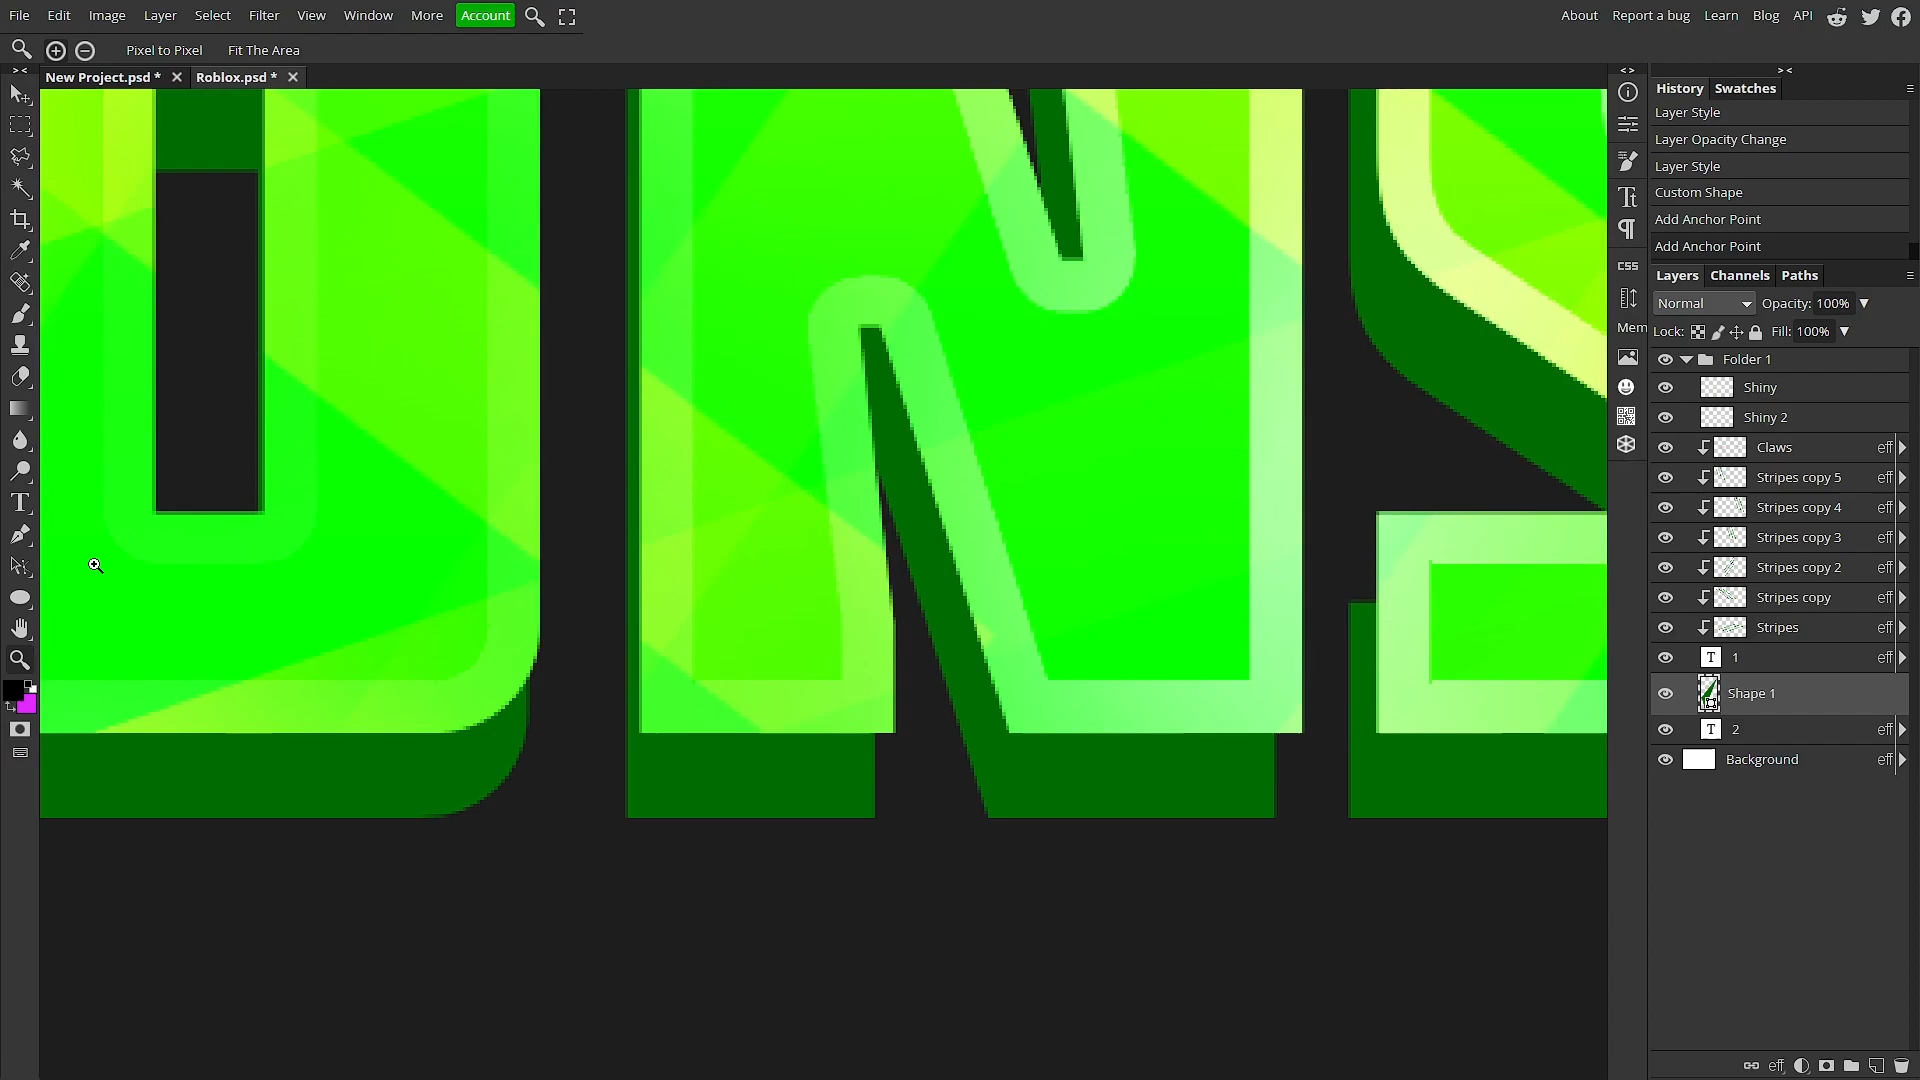 File Edit Image Layer Select Filter View Window More Account
About Report a bug Learn Blog API
Pixel to Pixel Fit The Area
> <
New Project.psd * ✕ Roblox.psd * ✕
< >
> <
History Swatches
Layer Style
Layer Opacity Change
Layer Style
Custom Shape
Add Anchor Point
Add Anchor Point
CSS
Mem
Layers Channels Paths
Normal Opacity: 100%
Lock: Fill: 100%
Folder 1
Shiny
Shiny 2
Claws eff
Stripes copy 5 eff
Stripes copy 4 eff
Stripes copy 3 eff
Stripes copy 2 eff
Stripes copy eff
Stripes eff
T 1 eff
Shape 1
T 2 eff
Background eff
eff